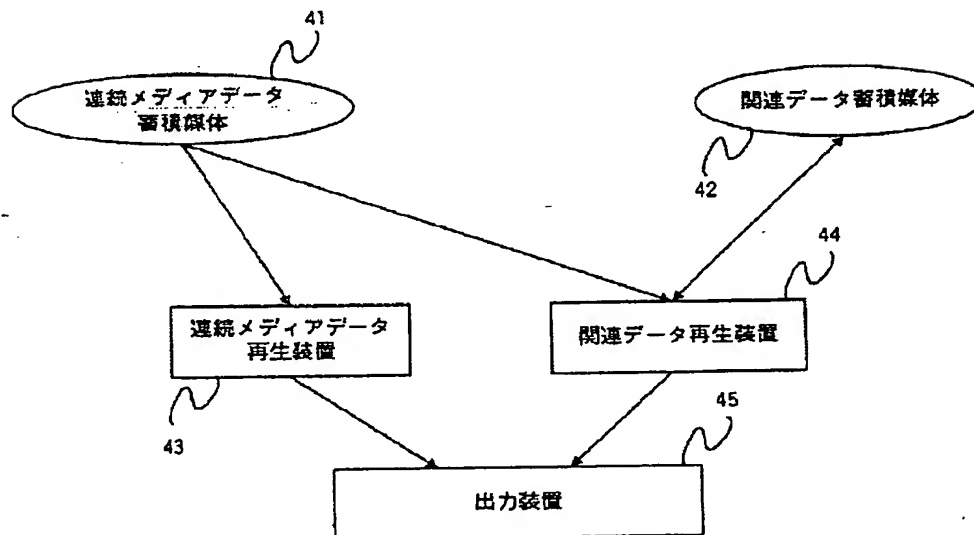 41
連続メディアデータ
蓄積媒体
関連データ蓄積媒体
42
44
連続メディアデータ
再生装置
関連データ再生装置
43
45
出力装置